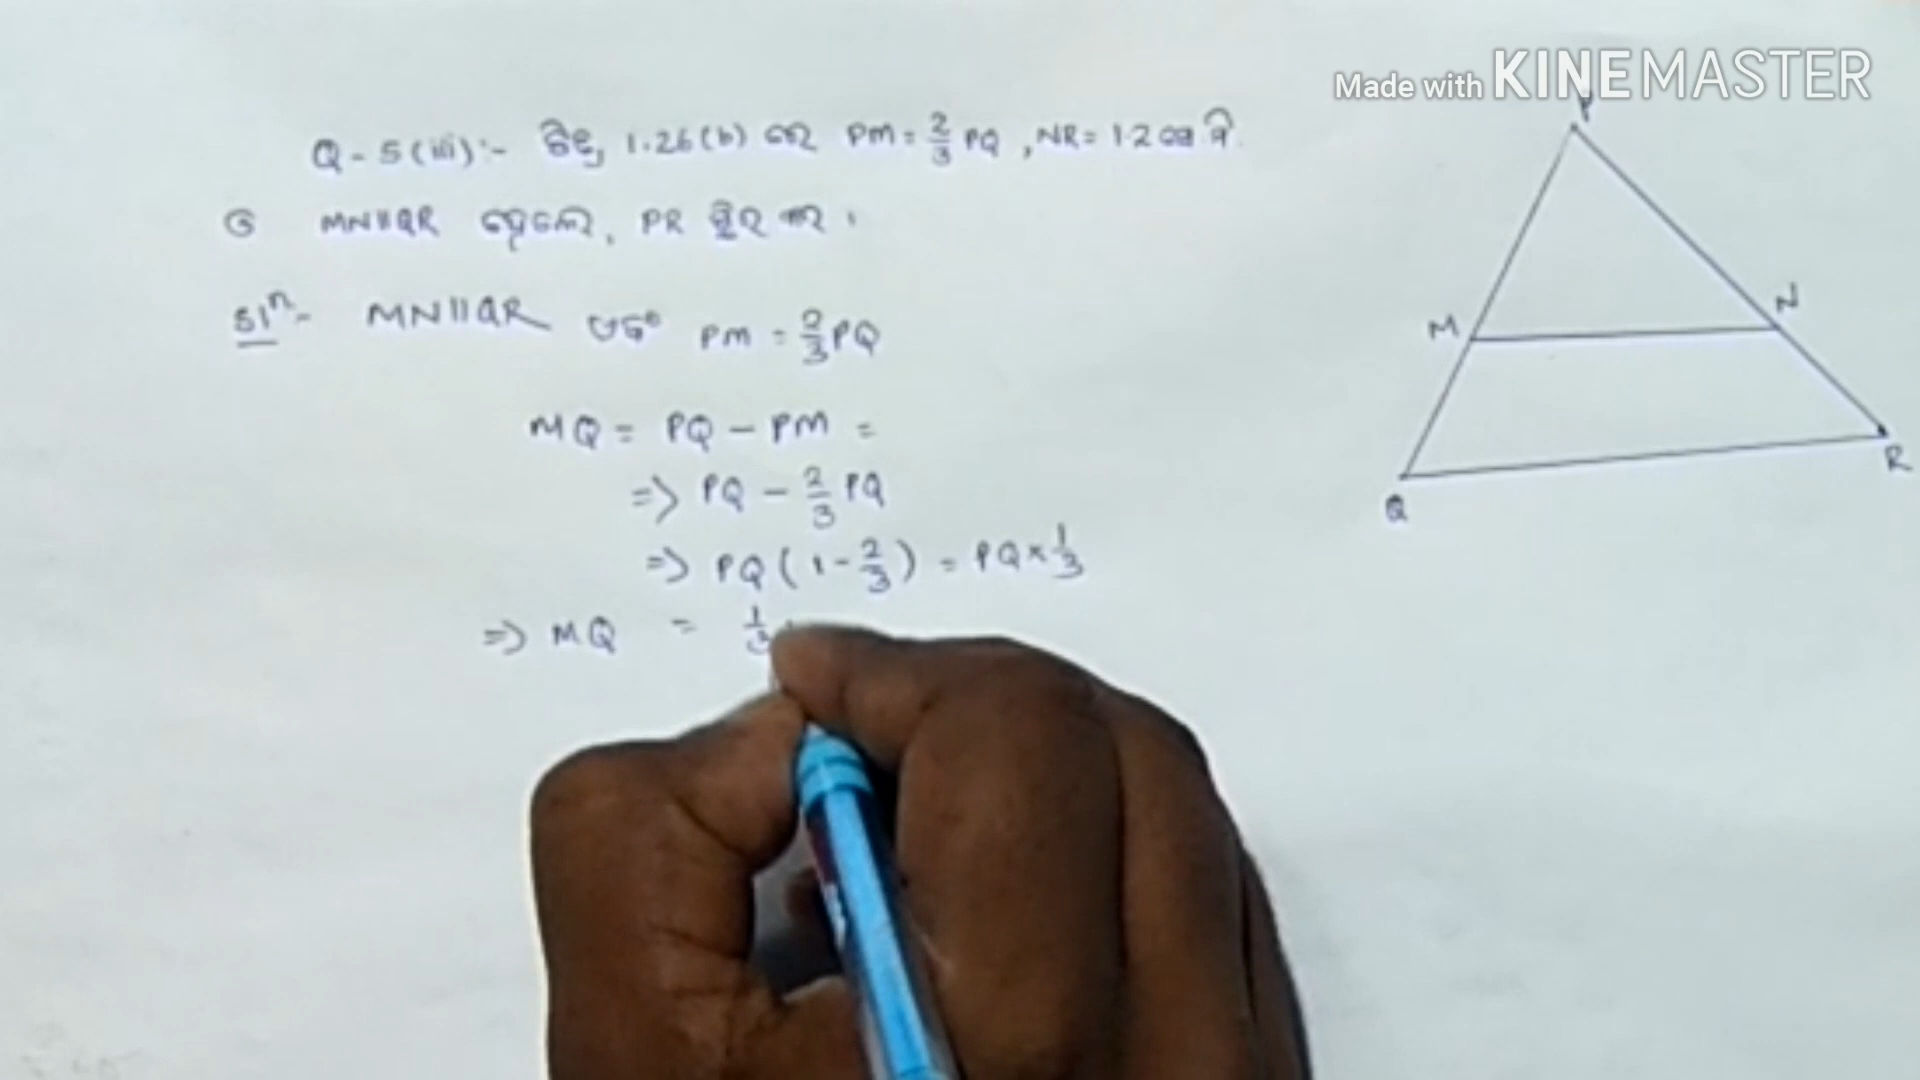 Made with KINEMASTER
Q-5(iii):- ଚିତ୍ର, 1.26(b) ରେ PM = 2/3 PQ, NR = 1.2 ସେ.ମି.
ଓ MN||QR ହେଲେ, PR ସ୍ଥିର କର ।
Slⁿ- MN||QR ଏବଂ PM = 2/3 PQ
MQ = PQ - PM =
=> PQ - 2/3 PQ
=> PQ (1 - 2/3) = PQ × 1/3
=> MQ = 1/3
P
M
N
Q
R